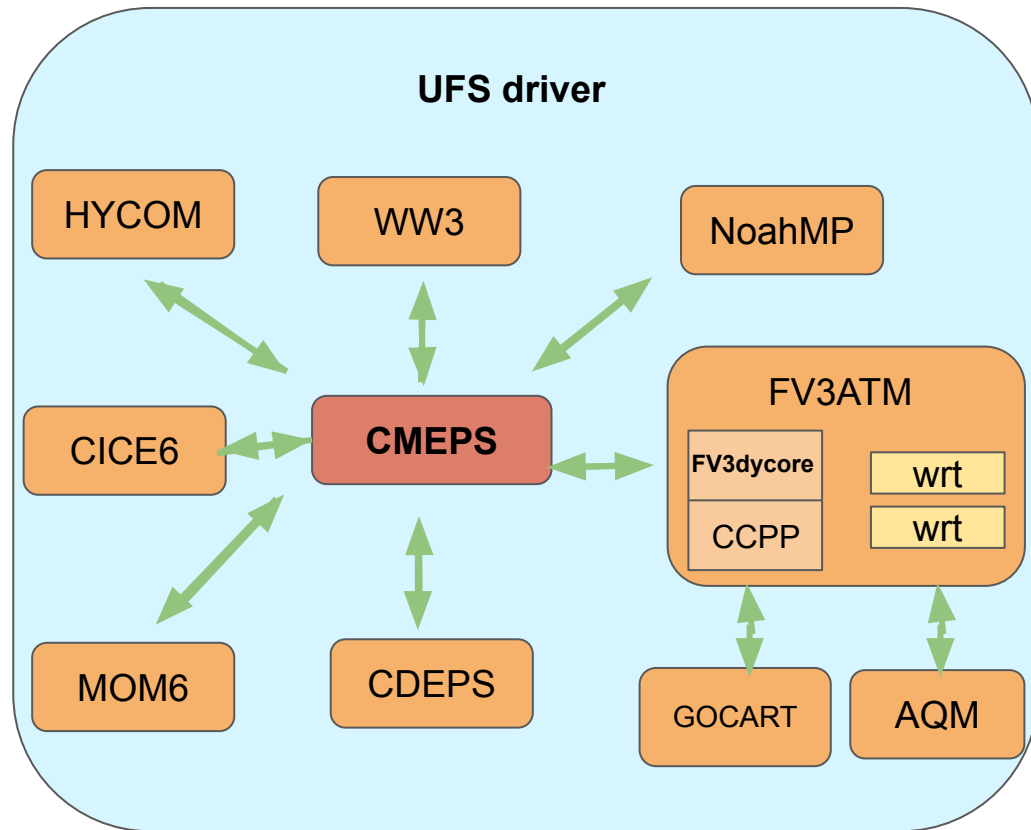 UFS driver
HYCOM
WW3
NoahMP
CICE6
CMEPS
FV3ATM
FV3dycore
CCPP
wrt
wrt
MOM6
CDEPS
GOCART
AQM